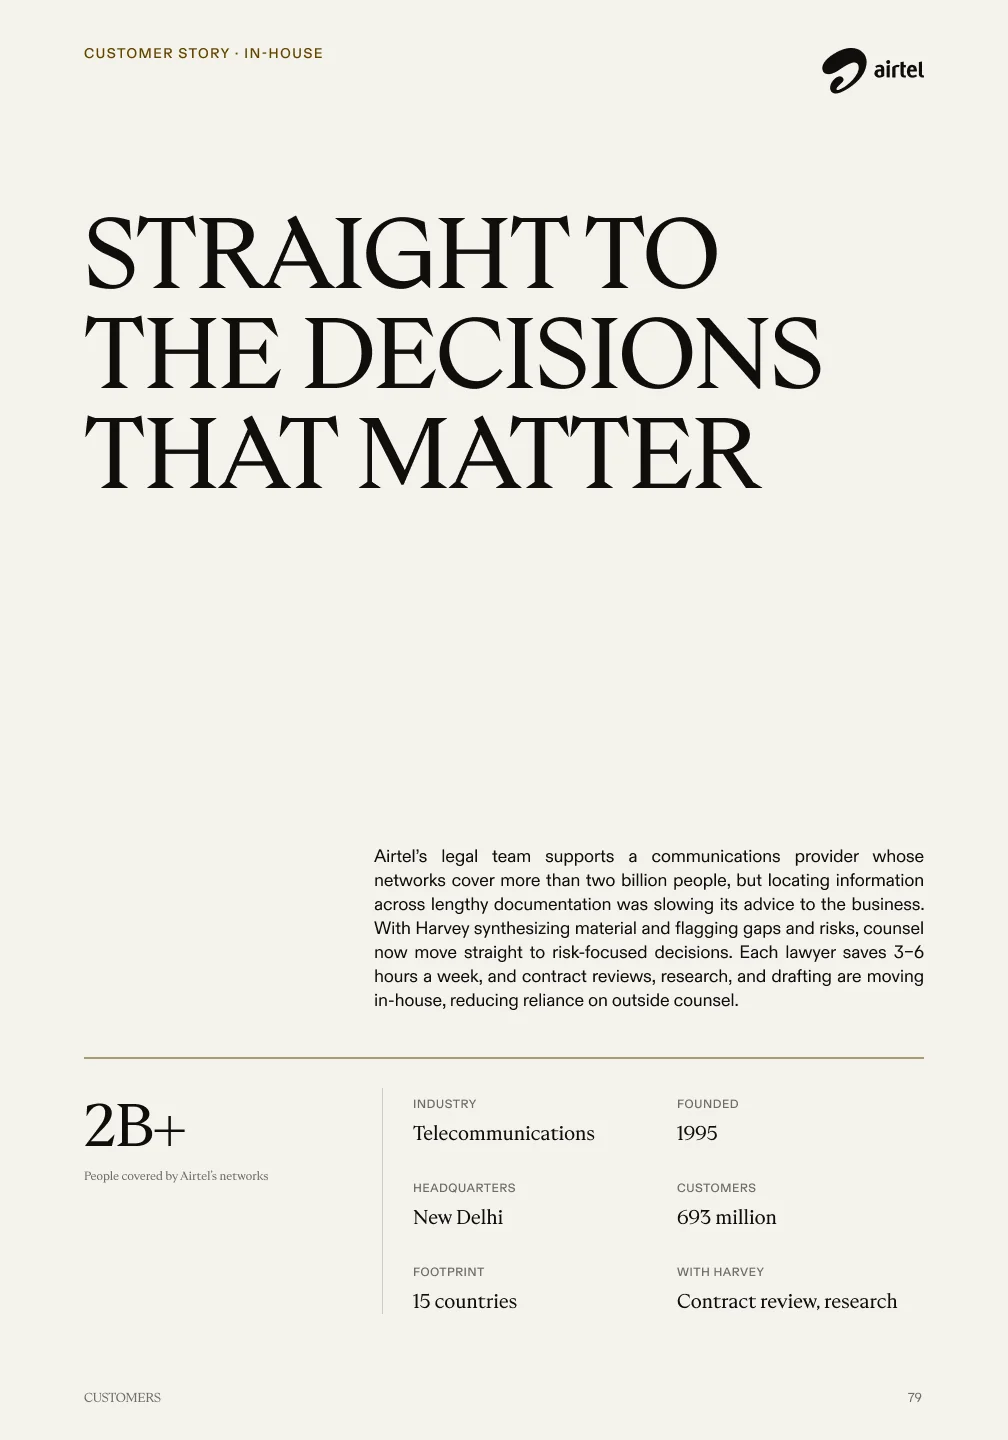 CUSTOMER STORY · IN-HOUSE
airtel
STRAIGHT TO
THE DECISIONS
THAT MATTER
Airtel’s legal team supports a communications provider whose
networks cover more than two billion people, but locating information
across lengthy documentation was slowing its advice to the business.
With Harvey synthesizing material and flagging gaps and risks, counsel
now move straight to risk-focused decisions. Each lawyer saves 3–6
hours a week, and contract reviews, research, and drafting are moving
in-house, reducing reliance on outside counsel.
2B+
People covered by Airtel’s networks
INDUSTRY
Telecommunications
FOUNDED
1995
HEADQUARTERS
New Delhi
CUSTOMERS
693 million
FOOTPRINT
15 countries
WITH HARVEY
Contract review, research
CUSTOMERS
79